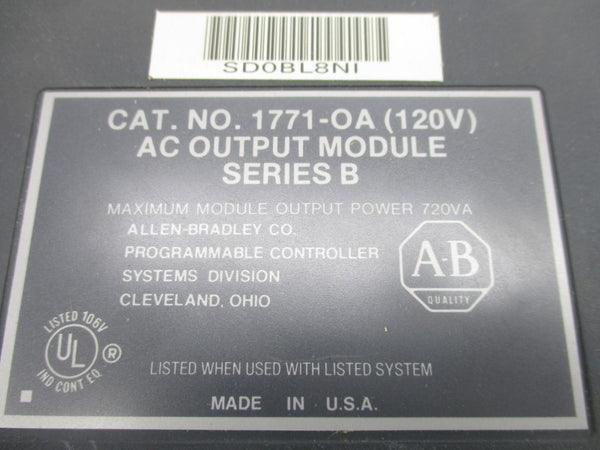 SD0BL8NI
CAT. NO. 1771-OA (120V)
AC OUTPUT MODULE
SERIES B
MAXIMUM MODULE OUTPUT POWER 720VA
ALLEN-BRADLEY CO.
PROGRAMMABLE CONTROLLER
SYSTEMS DIVISION
CLEVELAND, OHIO
A-B
QUALITY
LISTED 106V
UL ®
IND CONT EQ
LISTED WHEN USED WITH LISTED SYSTEM
MADE IN U.S.A.